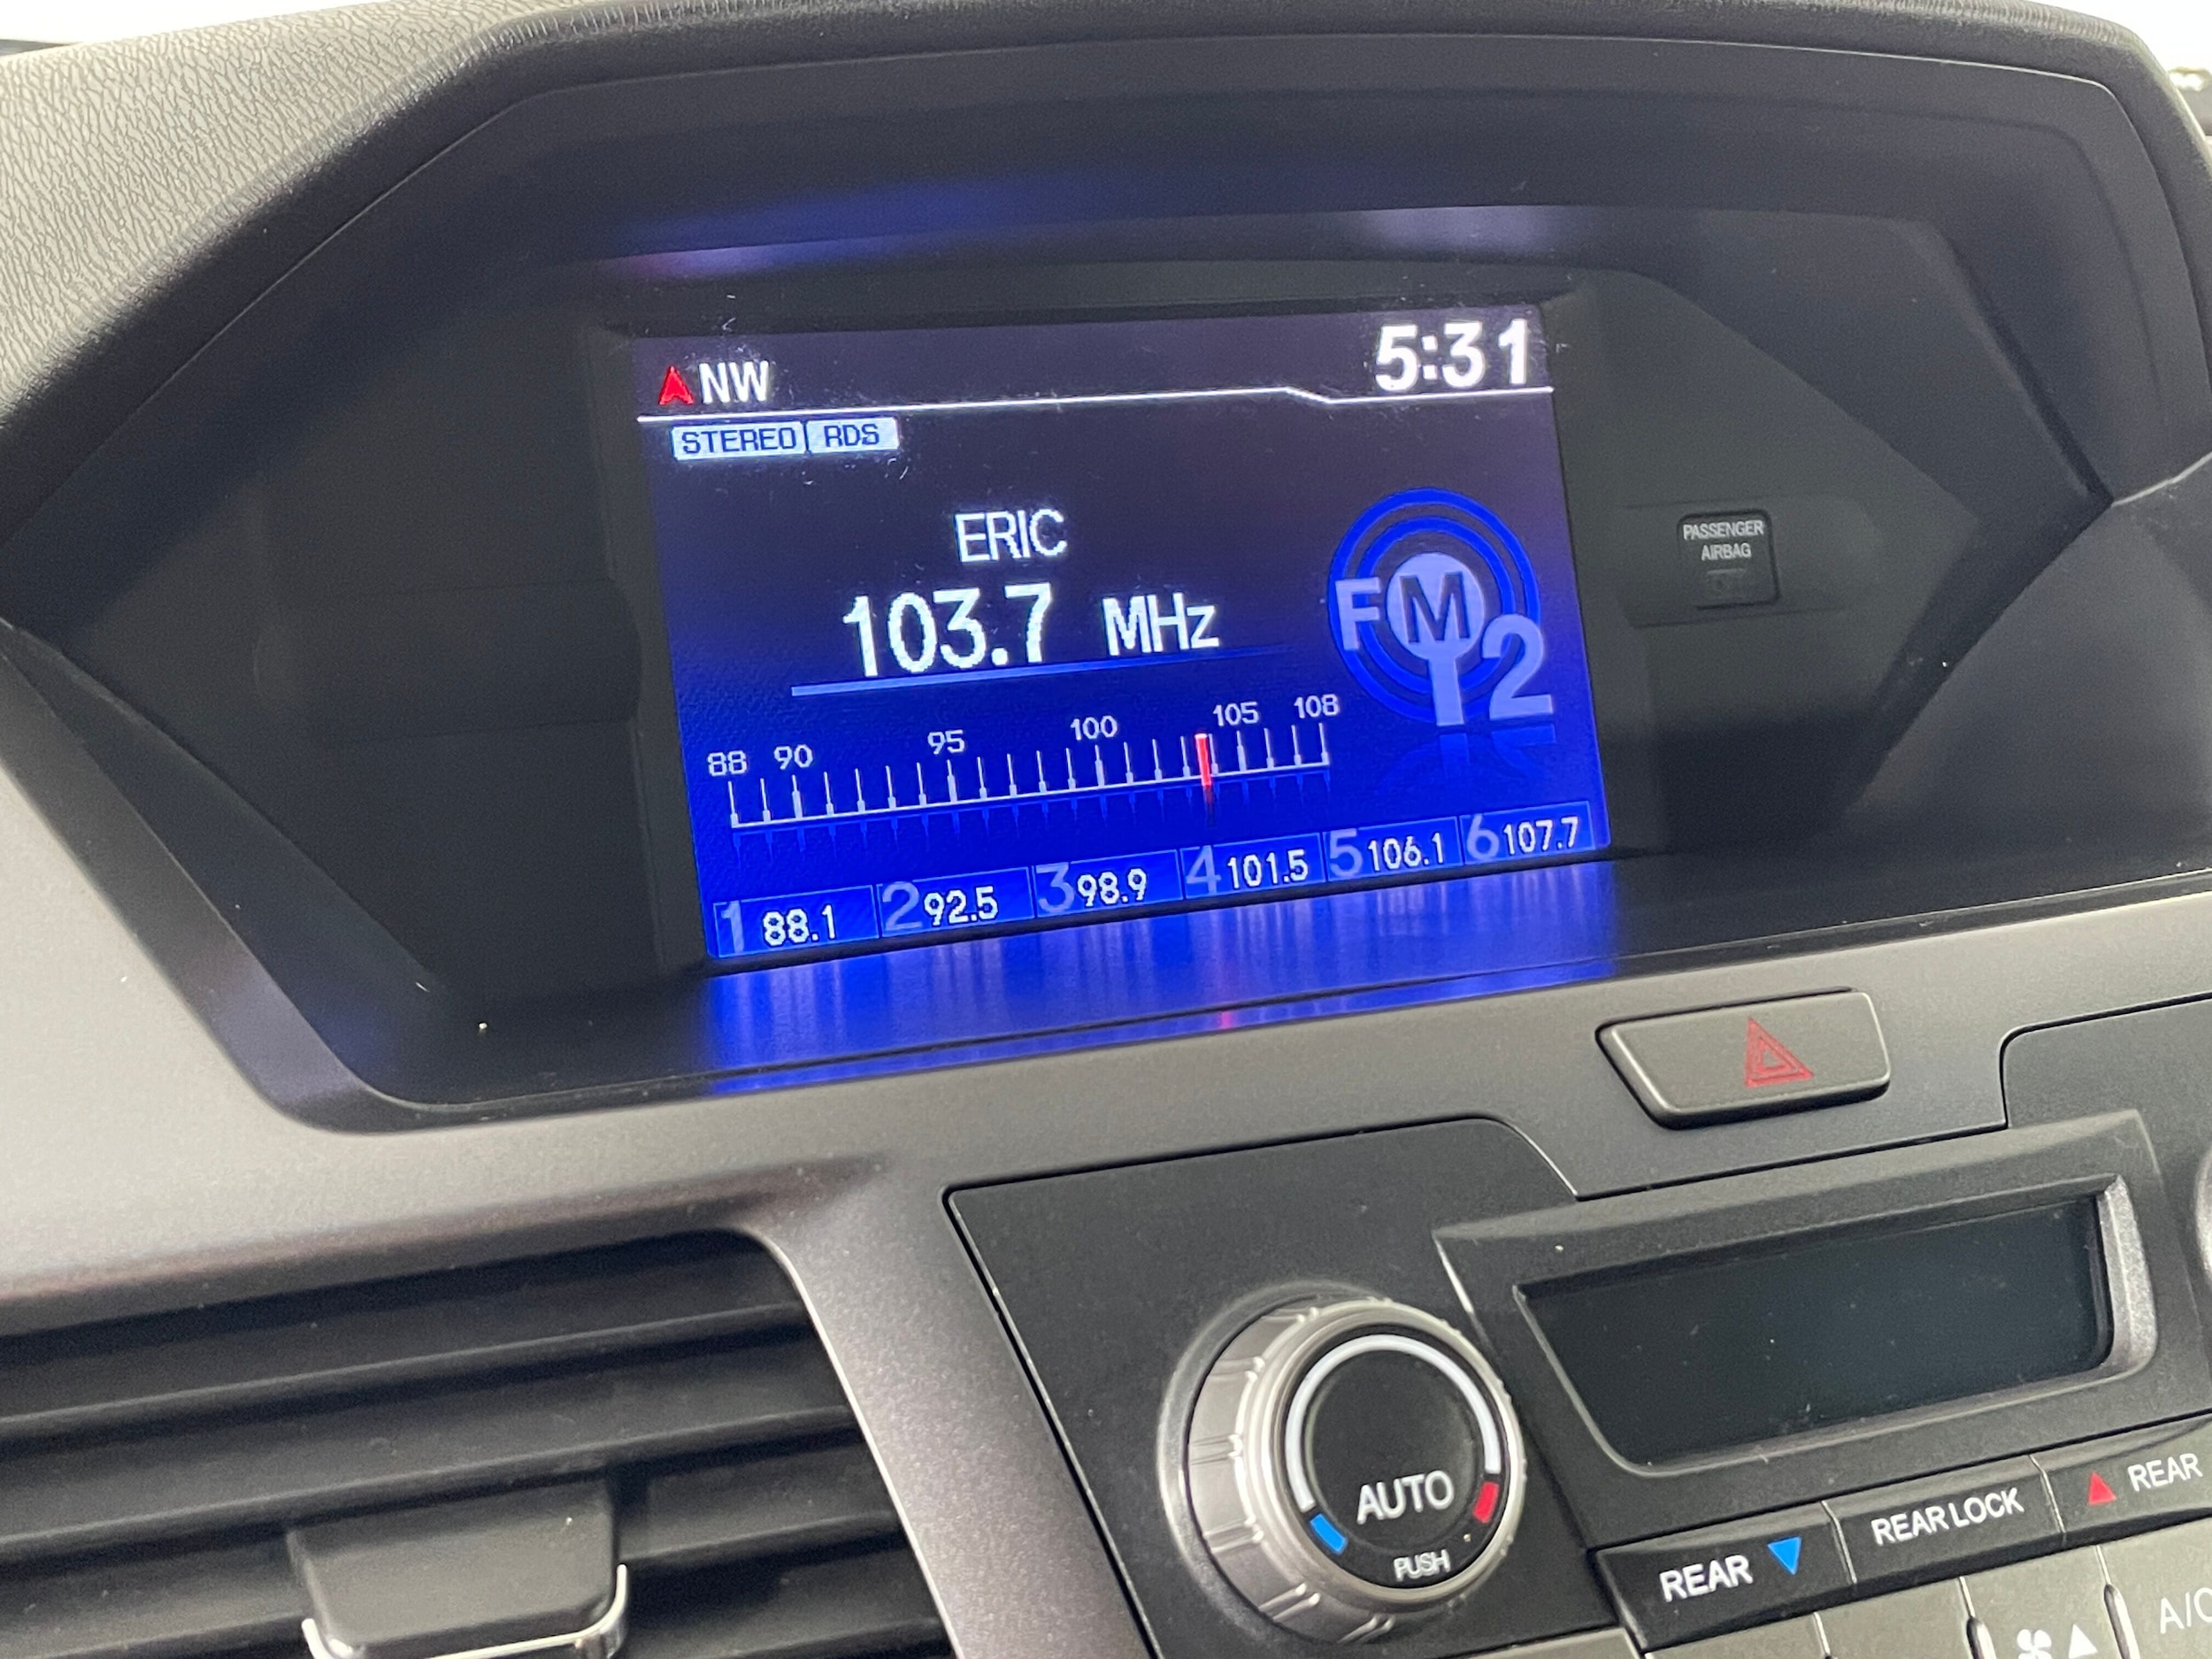 NW
5:31
STEREO RDS
ERIC
103.7 MHz
FM2
88 90 95 100 105 108
1 88.1 2 92.5 3 98.9 4 101.5 5 106.1 6 107.7
PASSENGER
AIRBAG
AUTO
PUSH
REAR
REAR LOCK
REAR
A/C